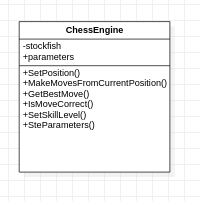 ChessEngine
-stockfish
+parameters
+SetPosition()
+MakeMovesFromCurrentPosition()
+GetBestMove()
+IsMoveCorrect()
+SetSkillLevel()
+SteParameters()